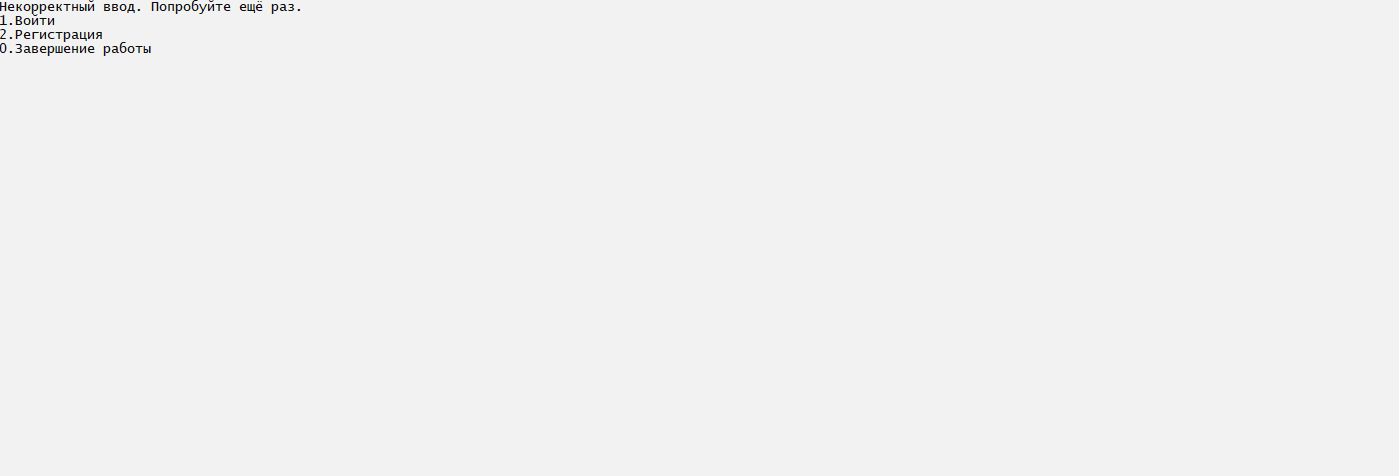 Некорректный ввод. Попробуйте ещё раз.
1.Войти
2.Регистрация
0.Завершение работы